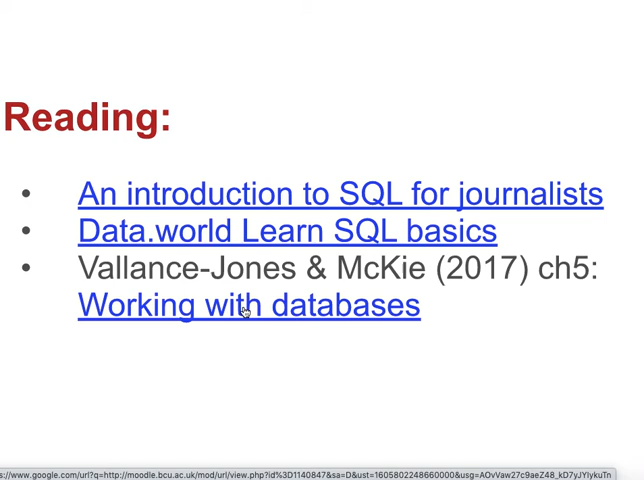 Reading:
• An introduction to SQL for journalists
• Data.world Learn SQL basics
• Vallance-Jones & McKie (2017) ch5:
Working with databases
s://www.google.com/url?q=http://moodle.bcu.ac.uk/mod/url/view.php?id%3D1140847&sa=D&ust=1605802248660000&usg=AOvVaw27c9aeZ48_kD7yJYIykuTn